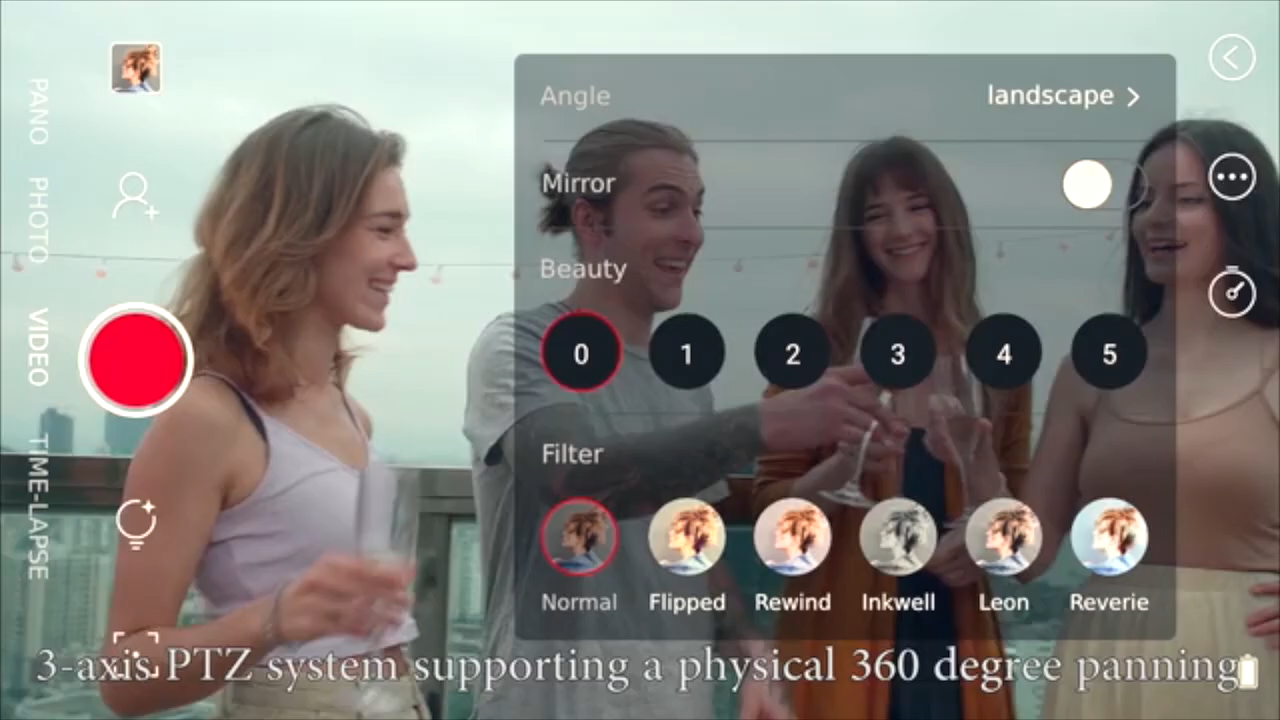 PANO
PHOTO
VIDEO
TIME-LAPSE
Angle
landscape
Mirror
Beauty
0 1 2 3 4 5
Filter
Normal Flipped Rewind Inkwell Leon Reverie
3-axis PTZ system supporting a physical 360 degree panning